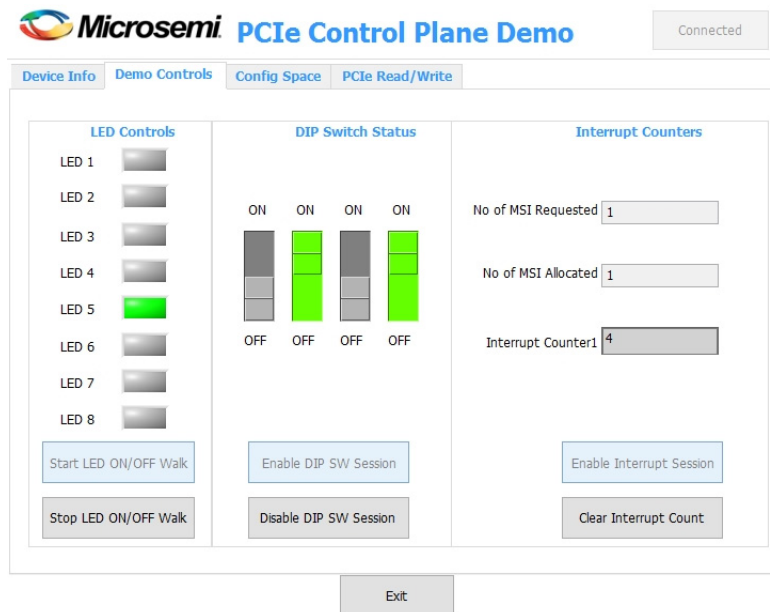 Microsemi. PCIe Control Plane Demo
Connected
Device Info Demo Controls Config Space PCIe Read/Write
LED Controls
LED 1
LED 2
LED 3
LED 4
LED 5
LED 6
LED 7
LED 8
Start LED ON/OFF Walk
Stop LED ON/OFF Walk
DIP Switch Status
ON ON ON ON
OFF OFF OFF OFF
Enable DIP SW Session
Disable DIP SW Session
Interrupt Counters
No of MSI Requested 1
No of MSI Allocated 1
Interrupt Counter1 4
Enable Interrupt Session
Clear Interrupt Count
Exit